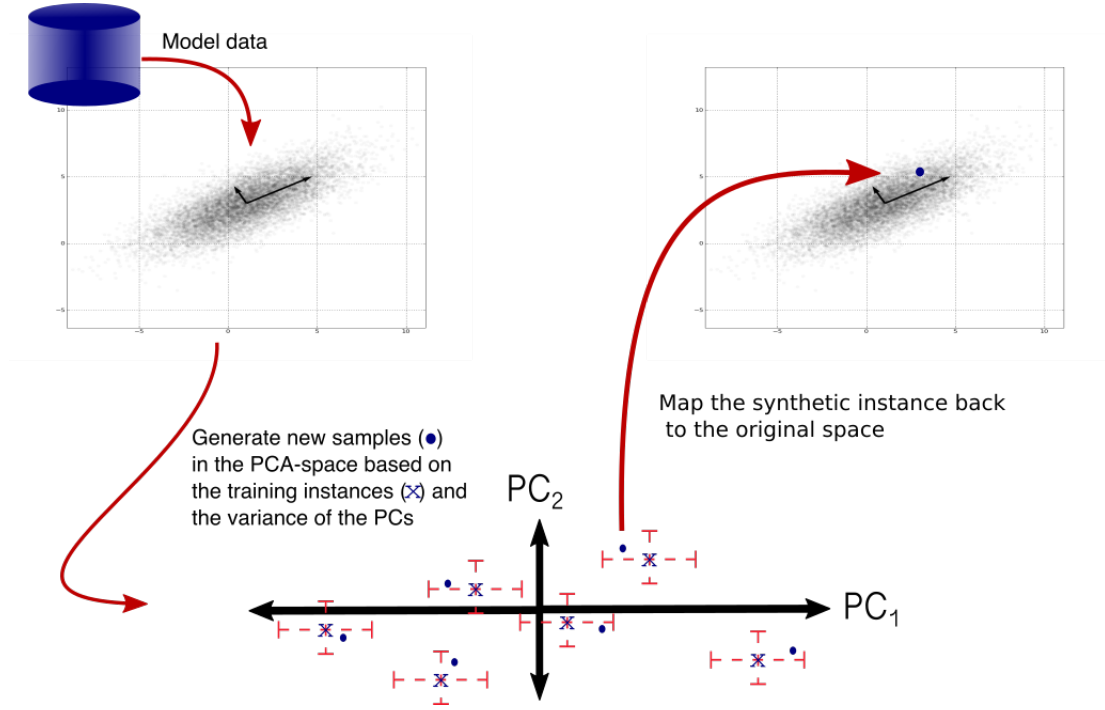 Model data
10
5
0
−5
−5
0
5
10
10
5
0
−5
−5
0
5
10
Map the synthetic instance back
to the original space
Generate new samples (●)
in the PCA-space based on
the training instances (x) and
the variance of the PCs
PC₂
PC₁